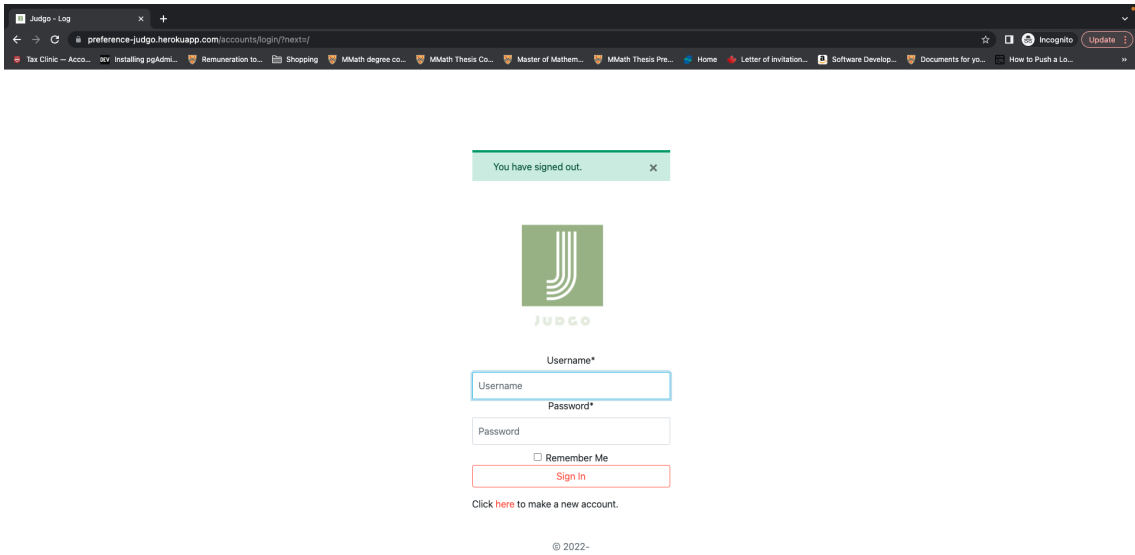 Judgo - Log
preference-judgo.herokuapp.com/accounts/login/?next=/
Incognito
Update
Tax Clinic — Acco...
DEV
Installing pgAdmi...
Remuneration to...
Shopping
MMath degree co...
MMath Thesis Co...
Master of Mathem...
MMath Thesis Pre...
Home
Letter of invitation...
Software Develop...
Documents for yo...
How to Push a Lo...
You have signed out.
JUDGO
Username*
Username
Password*
Password
Remember Me
Sign In
Click here to make a new account.
© 2022-